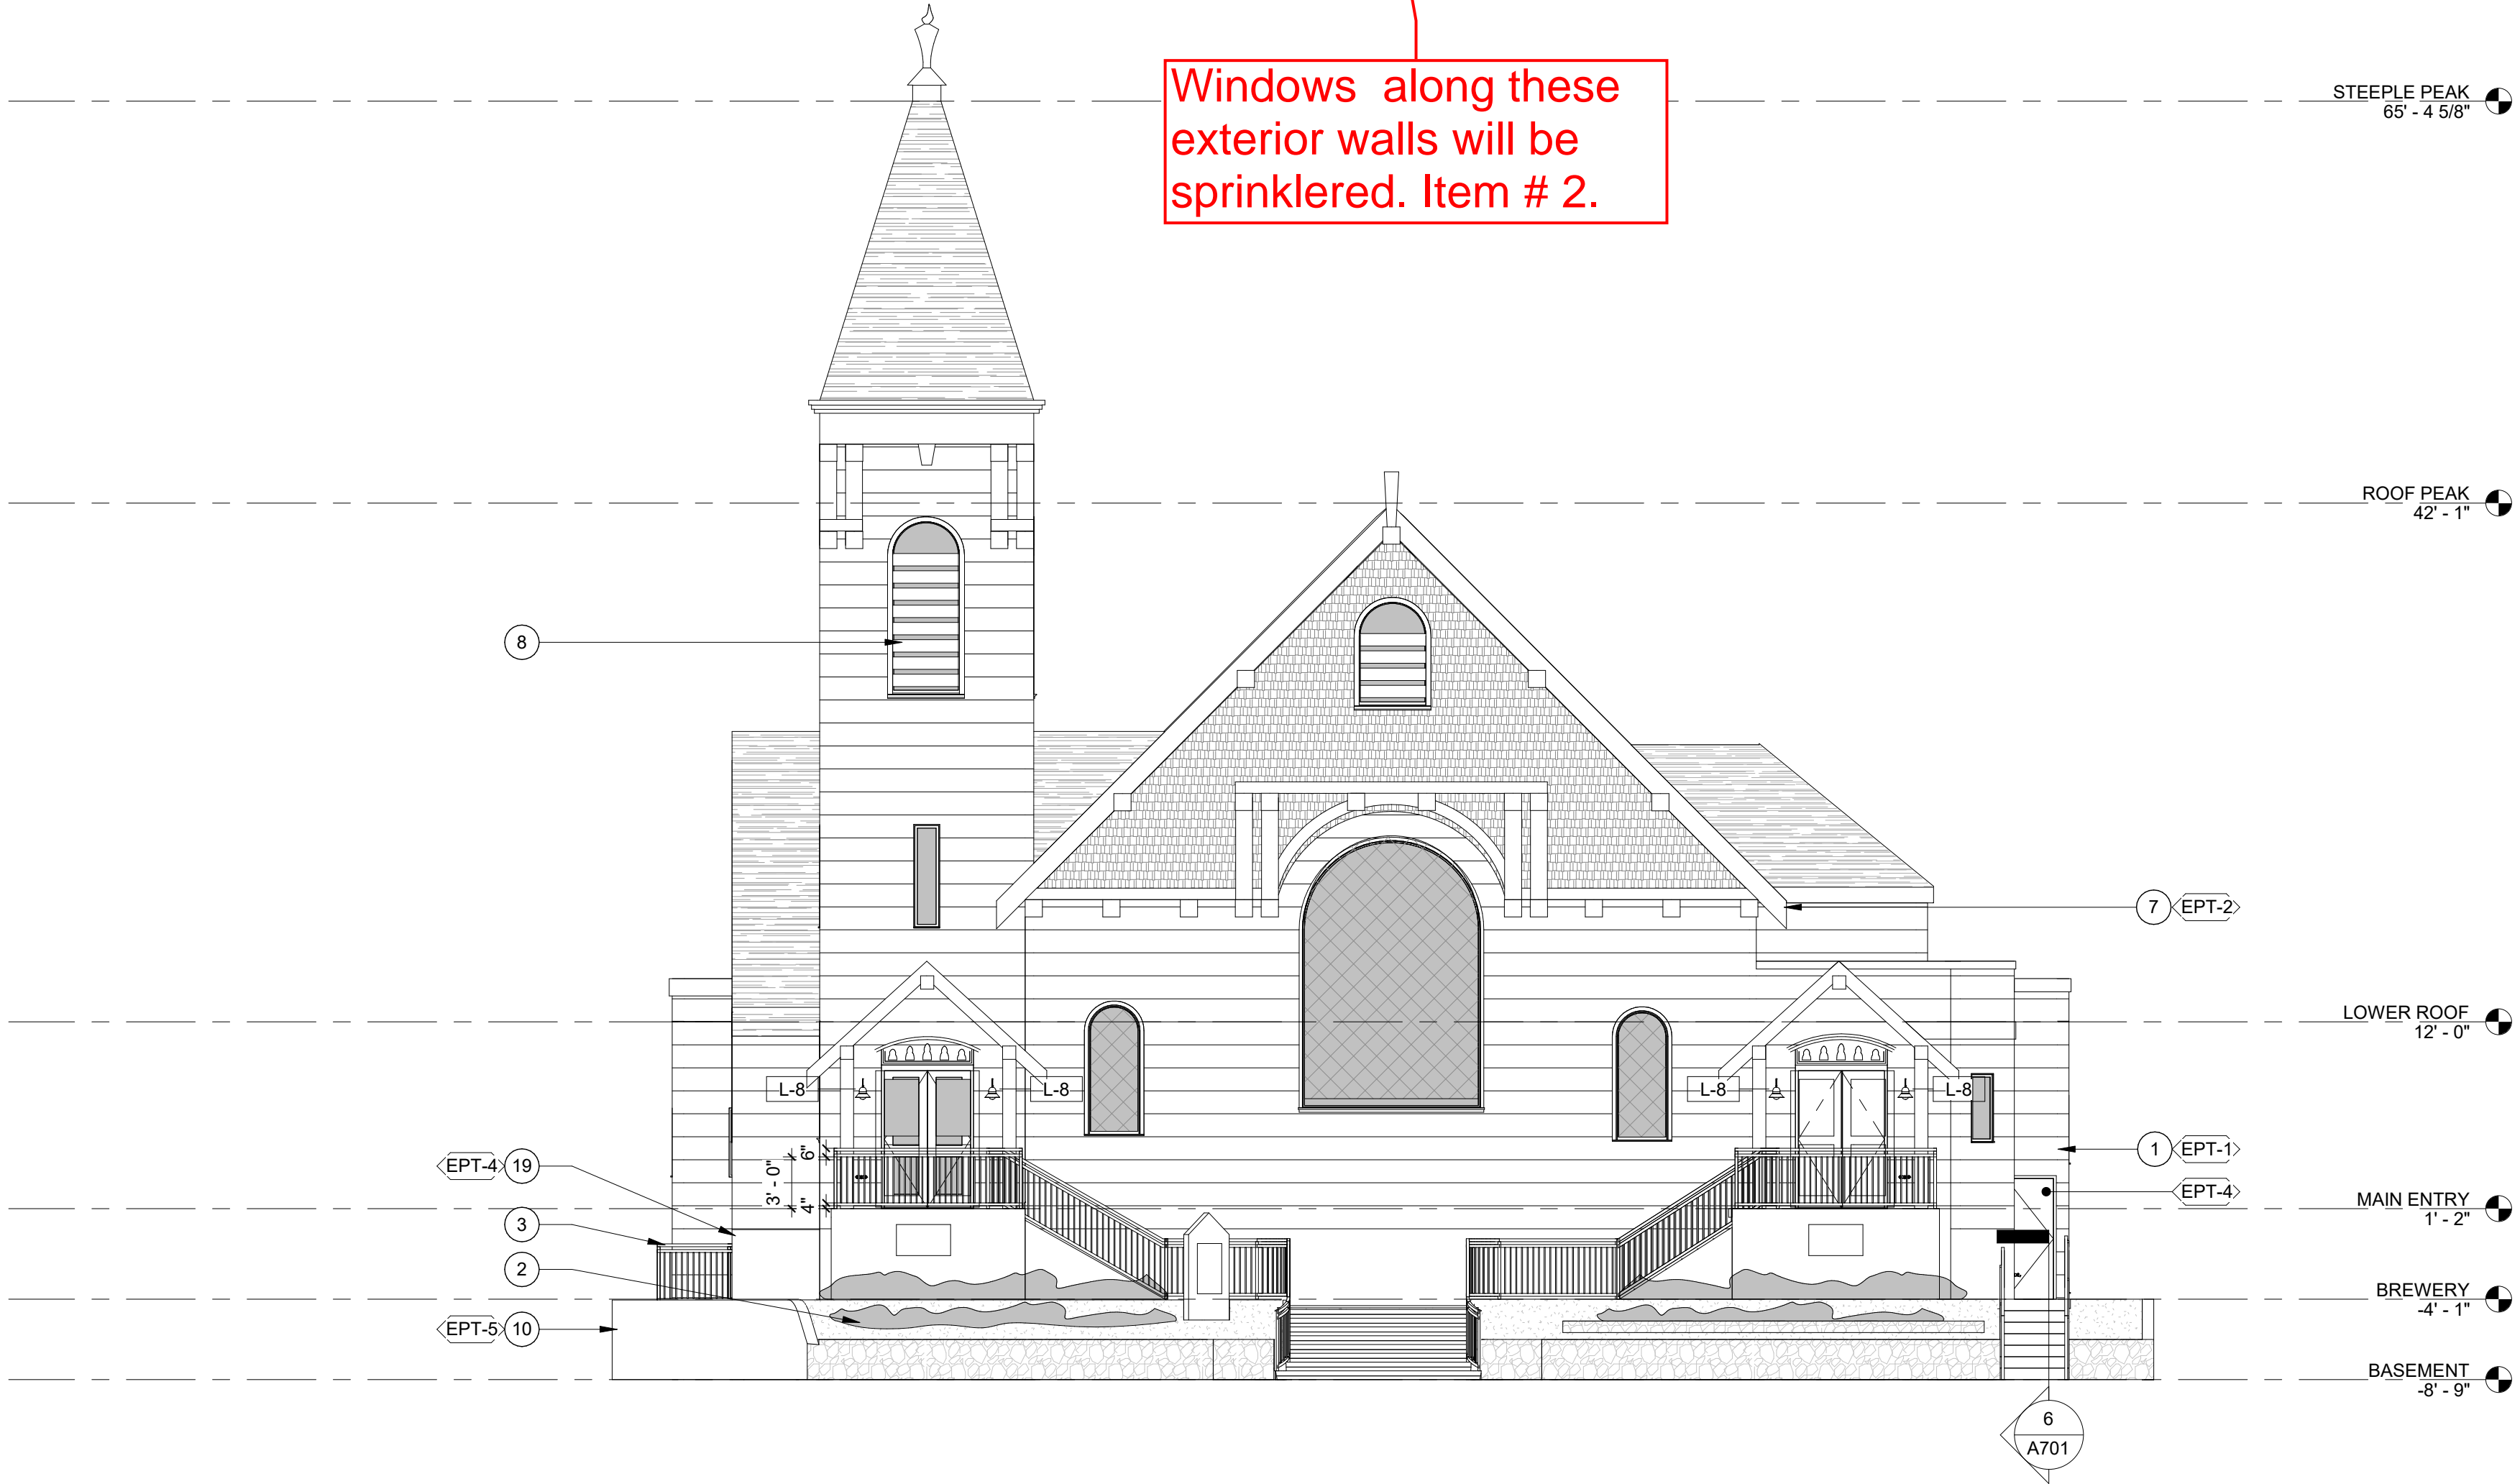 Windows  along these
exterior walls will be
sprinklered. Item # 2.
STEEPLE PEAK
65' - 4 5/8"
ROOF PEAK
42' - 1"
8
7 EPT-2
LOWER ROOF
12' - 0"
L-8
L-8
L-8
L-8
6"
3' - 0"
4"
EPT-4 19
1 EPT-1
EPT-4
MAIN ENTRY
1' - 2"
3
2
BREWERY
-4' - 1"
EPT-5 10
BASEMENT
-8' - 9"
6
A701